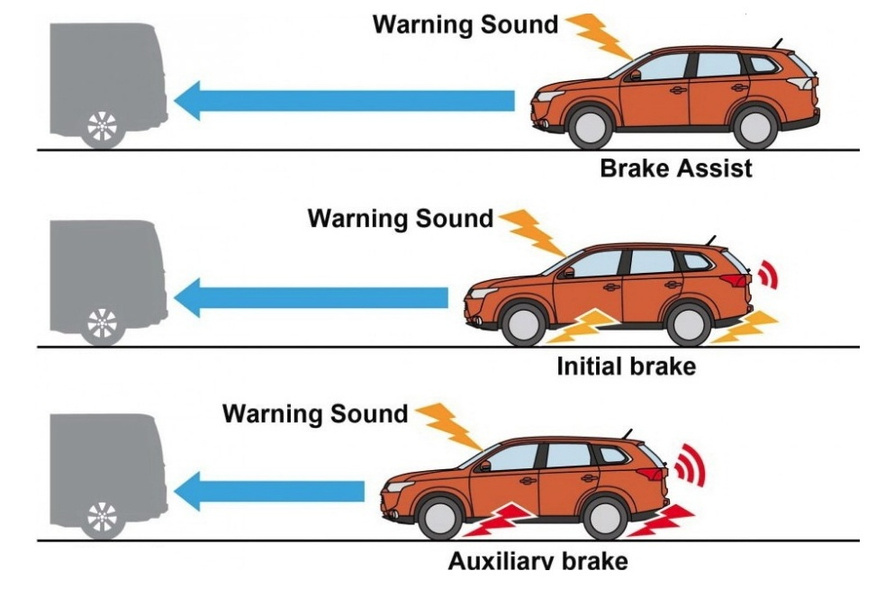 Warning Sound
Brake Assist
Warning Sound
Initial brake
Warning Sound
Auxiliary brake